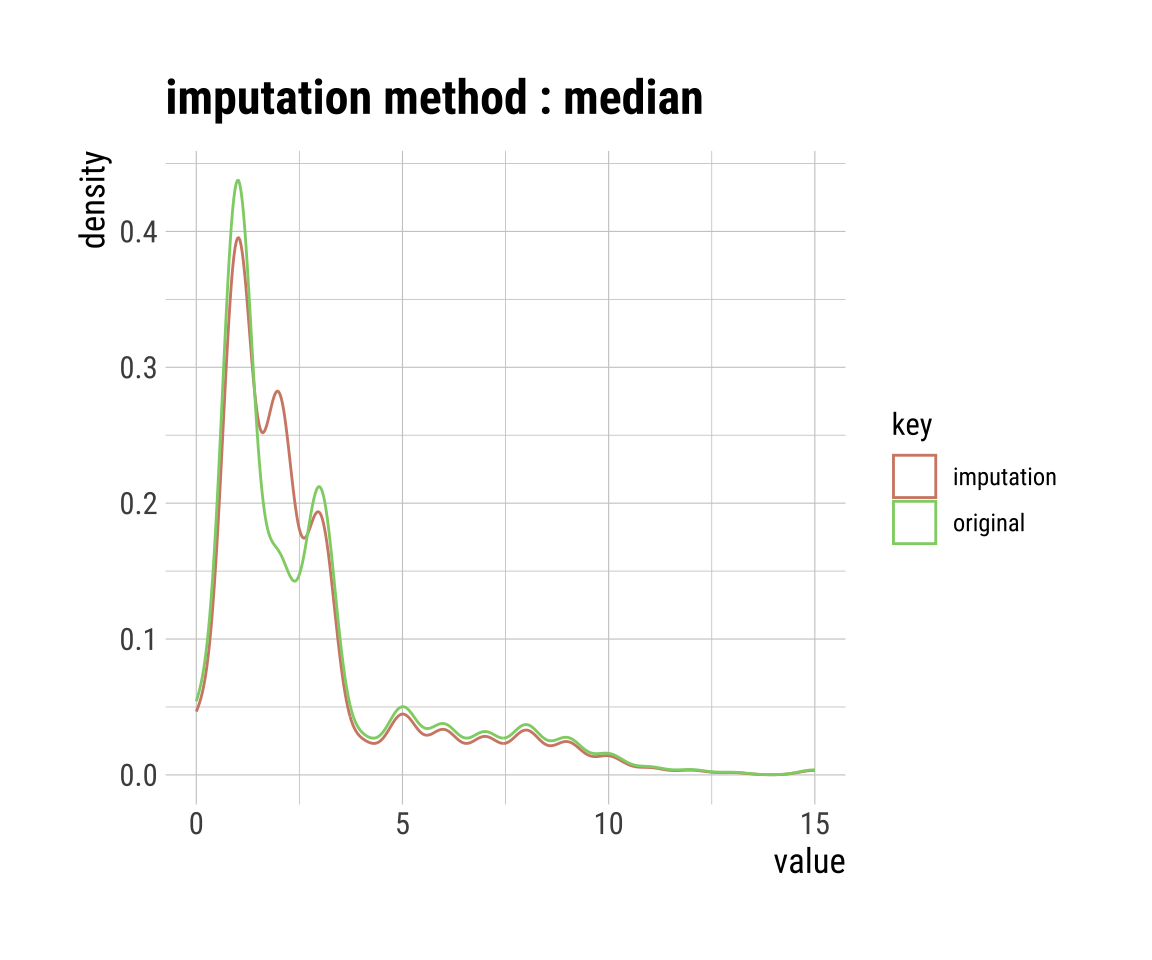 imputation method : median
density
0.4
0.3
0.2
0.1
0.0
0 5 10 15
value
key
imputation
original